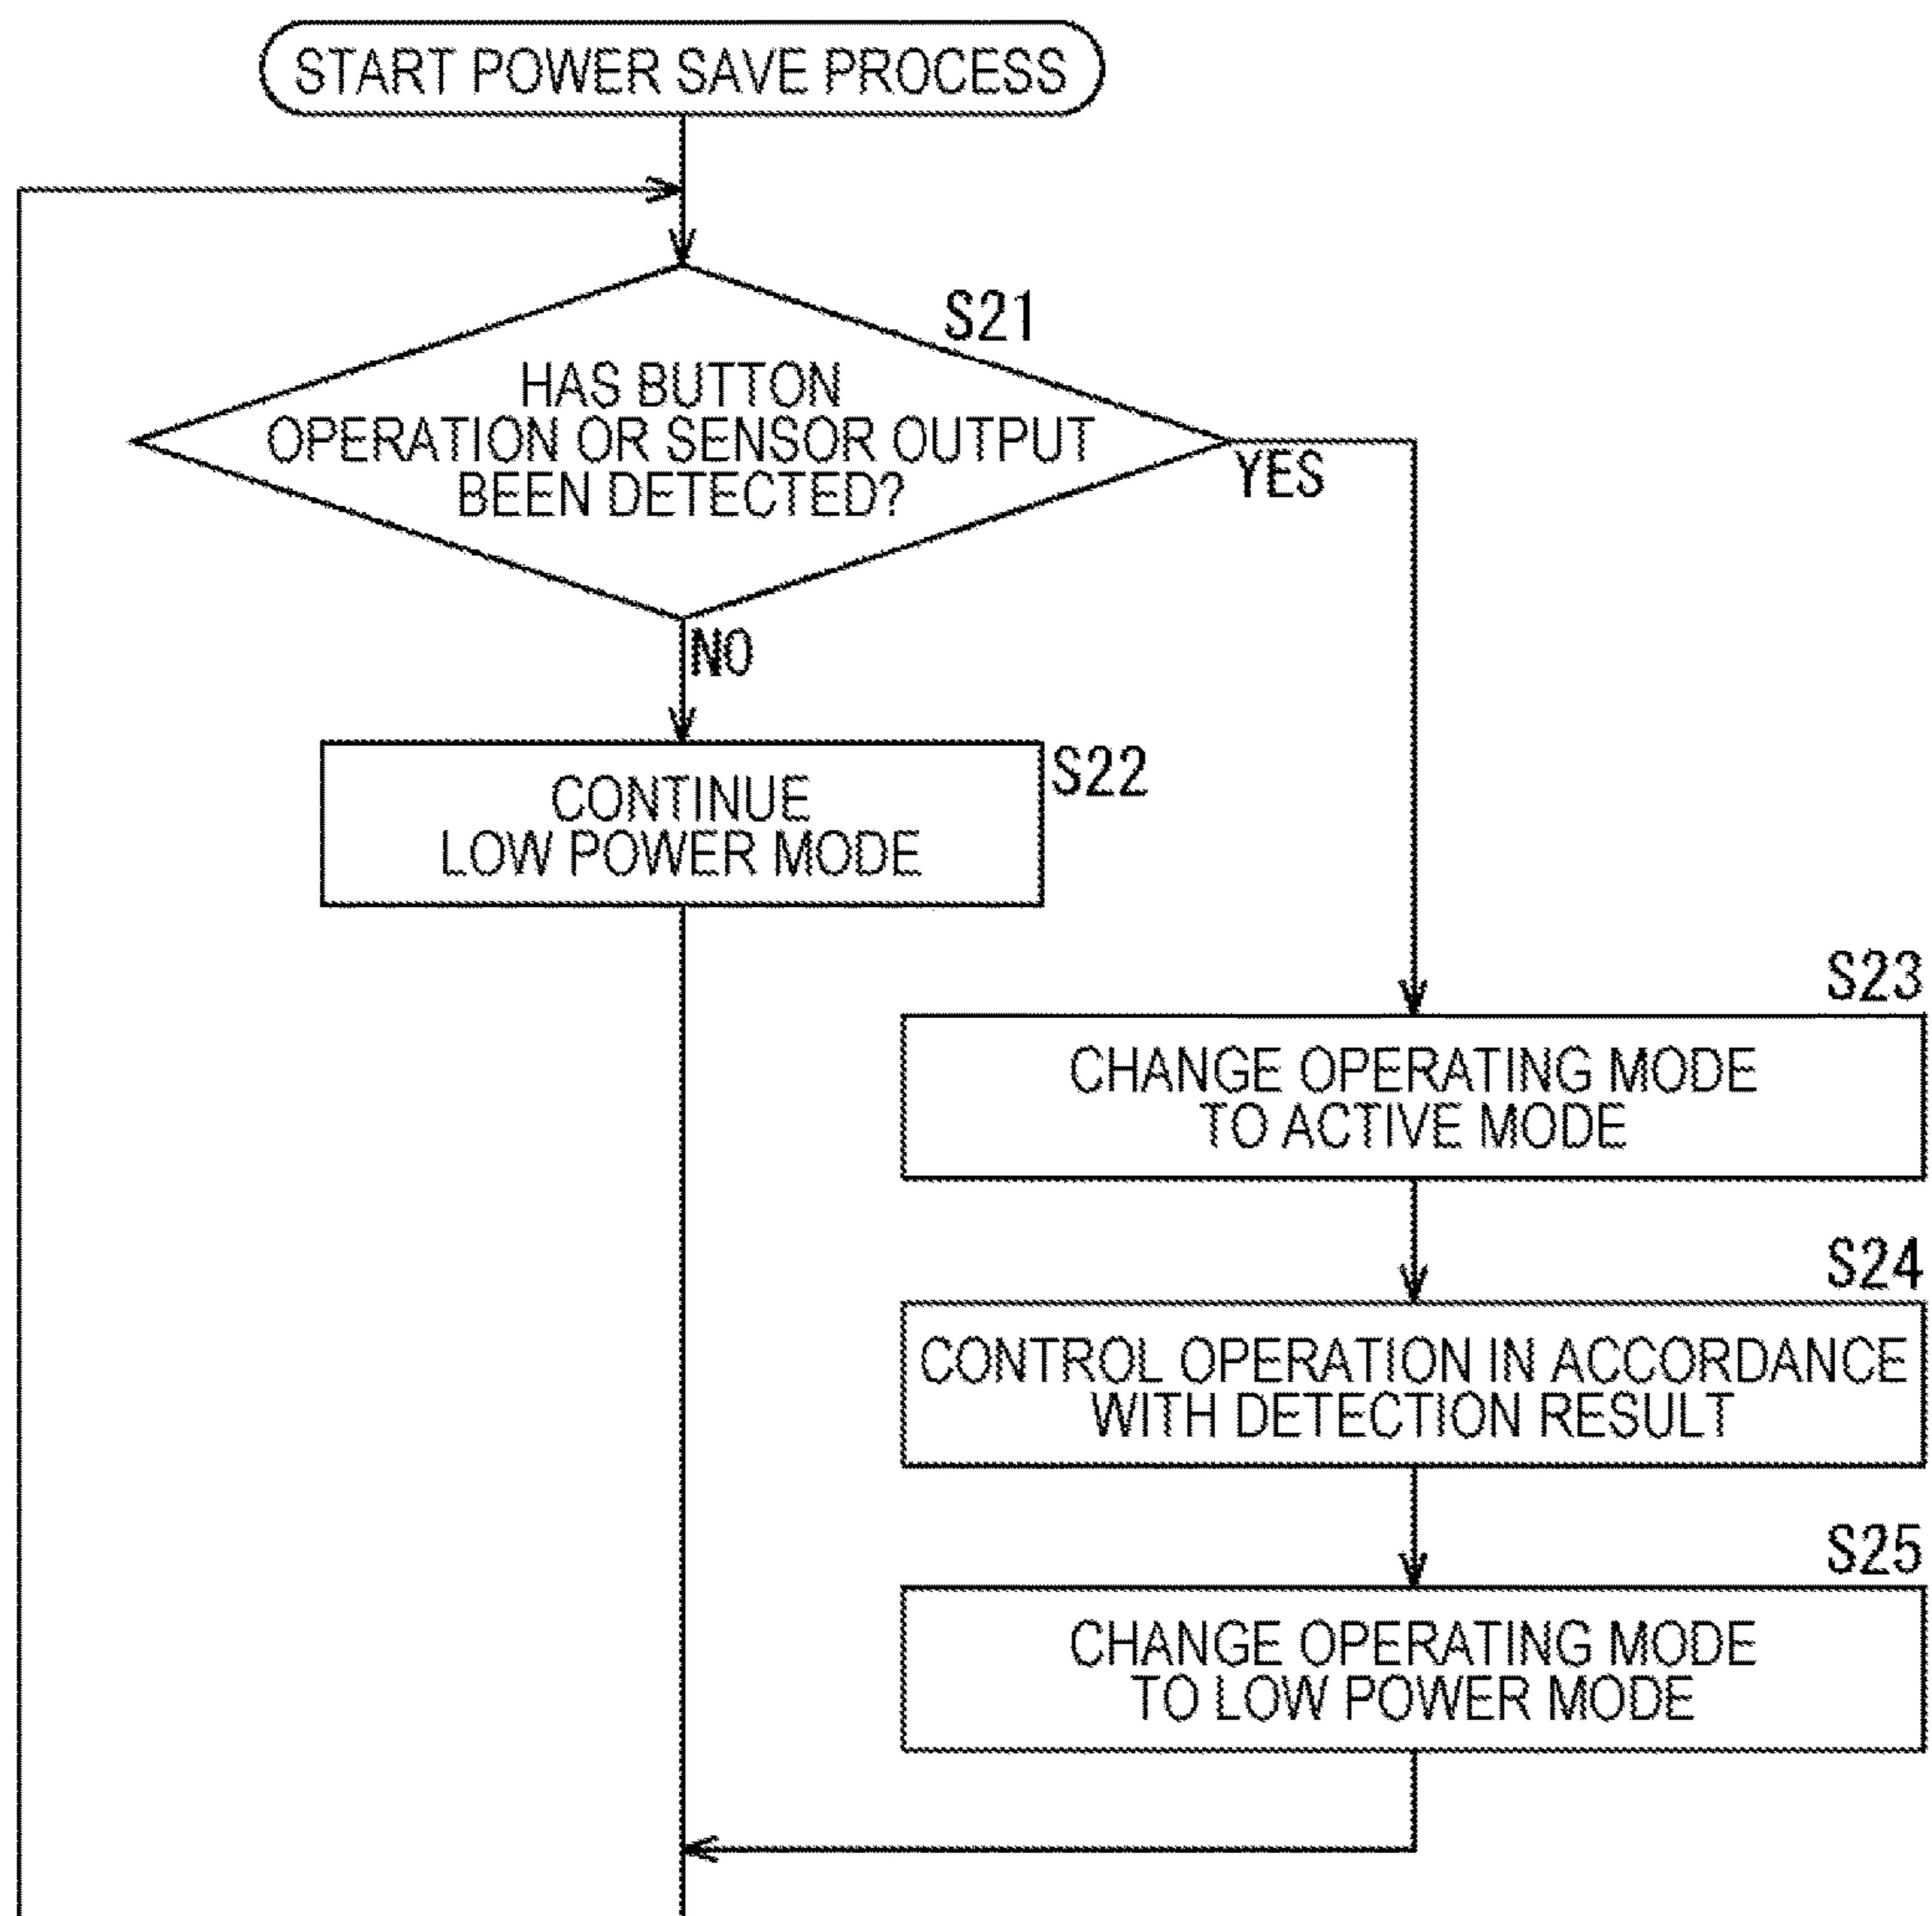 START POWER SAVE PROCESS
S21
HAS BUTTON
OPERATION OR SENSOR OUTPUT
BEEN DETECTED?
YES
NO
S22
CONTINUE
LOW POWER MODE
S23
CHANGE OPERATING MODE
TO ACTIVE MODE
S24
CONTROL OPERATION IN ACCORDANCE
WITH DETECTION RESULT
S25
CHANGE OPERATING MODE
TO LOW POWER MODE